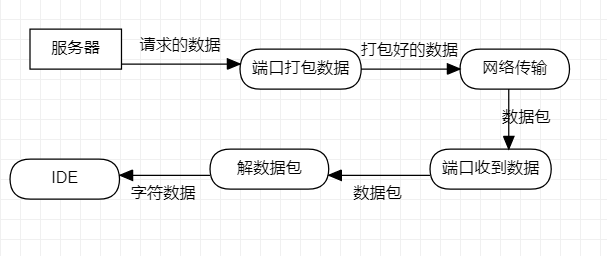 服务器
请求的数据
端口打包数据
打包好的数据
网络传输
数据包
端口收到数据
数据包
解数据包
字符数据
IDE